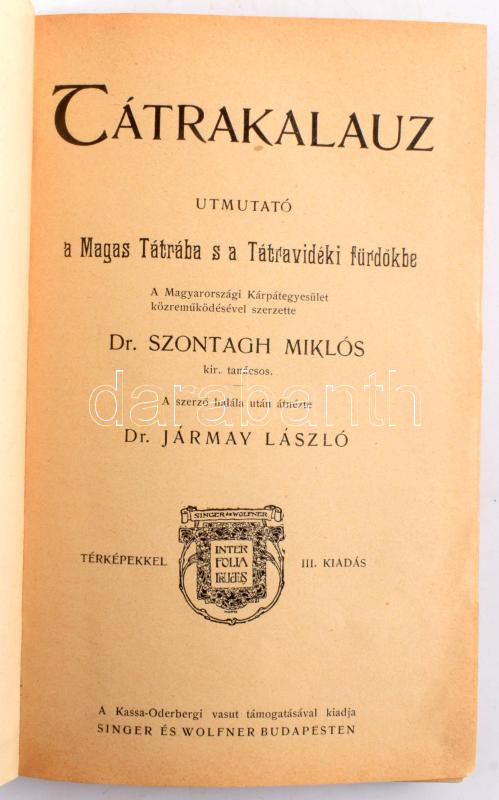 TÁTRAKALAUZ
UTMUTATÓ
a Magas Tátrába s a Tátravidéki fürdőkbe
A Magyarországi Kárpátegyesület
közreműködésével szerzette
Dr. SZONTAGH MIKLÓS
kir. tanácsos.
darabanth
A szerző halála után átnézte
Dr. JÁRMAY LÁSZLÓ
SINGER ÉS WOLFNER
INTER
FOLIA
FRUCTUS
TÉRKÉPEKKEL
III. KIADÁS
A Kassa-Oderbergi vasut támogatásával kiadja
SINGER ÉS WOLFNER BUDAPESTEN